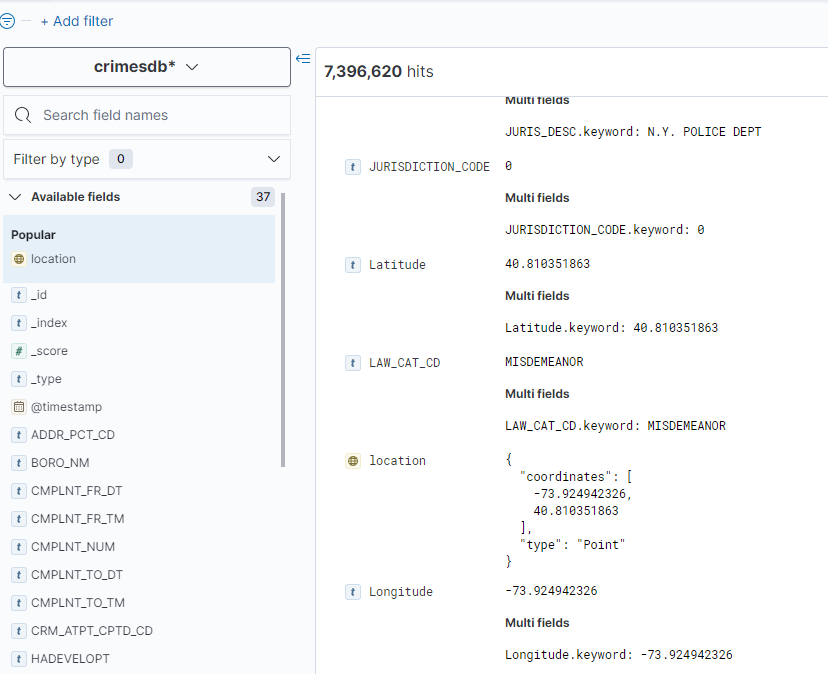 + Add filter
crimesdb*
7,396,620 hits
Search field names
Filter by type 0
Available fields 37
Popular
location
t _id
t _index
# _score
t _type
@timestamp
t ADDR_PCT_CD
t BORO_NM
t CMPLNT_FR_DT
t CMPLNT_FR_TM
t CMPLNT_NUM
t CMPLNT_TO_DT
t CMPLNT_TO_TM
t CRM_ATPT_CPTD_CD
t HADEVELOPT
Multi fields
JURIS_DESC.keyword: N.Y. POLICE DEPT
t JURISDICTION_CODE 0
Multi fields
JURISDICTION_CODE.keyword: 0
t Latitude 40.810351863
Multi fields
Latitude.keyword: 40.810351863
t LAW_CAT_CD MISDEMEANOR
Multi fields
LAW_CAT_CD.keyword: MISDEMEANOR
location {
"coordinates": [
-73.924942326,
40.810351863
],
"type": "Point"
}
t Longitude -73.924942326
Multi fields
Longitude.keyword: -73.924942326